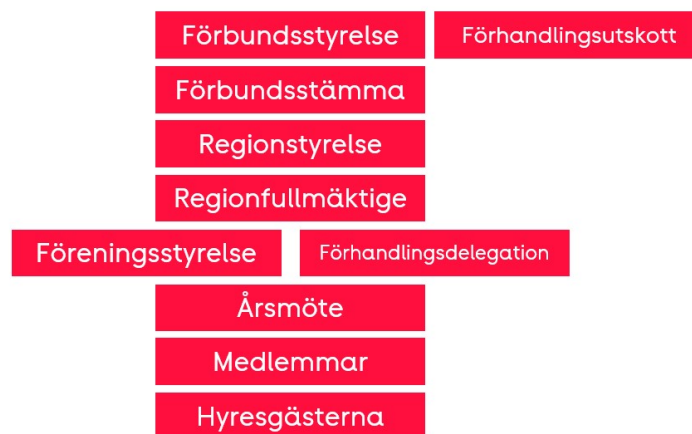 Förbundsstyrelse Förhandlingsutskott
Förbundsstämma
Regionstyrelse
Regionfullmäktige
Föreningsstyrelse Förhandlingsdelegation
Årsmöte
Medlemmar
Hyresgästerna